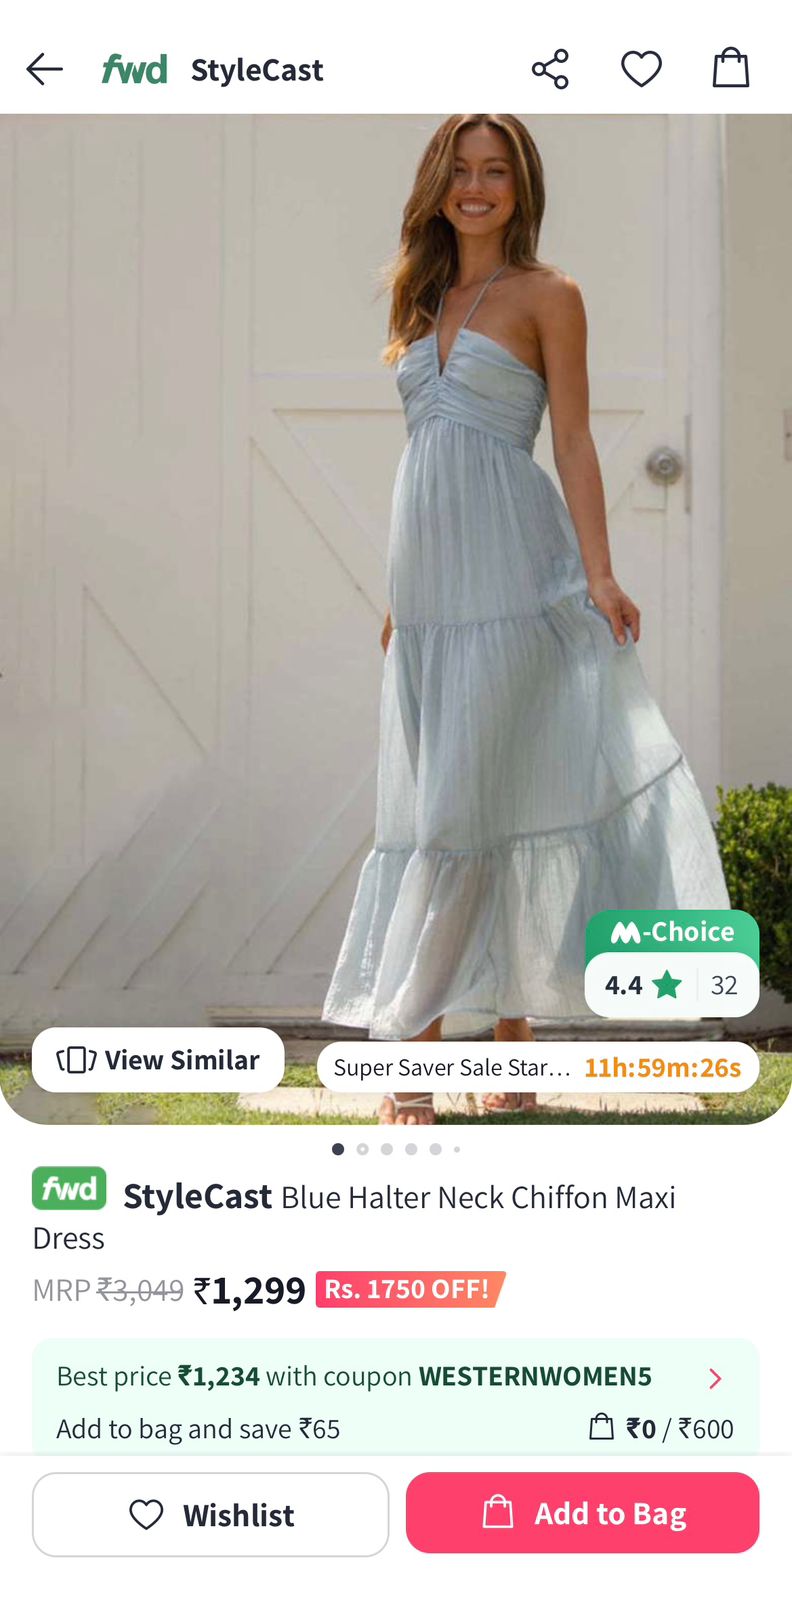 fwd StyleCast
M-Choice
4.4 32
View Similar
Super Saver Sale Star... 11h:59m:26s
fwd StyleCast Blue Halter Neck Chiffon Maxi
Dress
MRP ₹3,049 ₹1,299 Rs. 1750 OFF!
Best price ₹1,234 with coupon WESTERNWOMEN5
Add to bag and save ₹65 ₹0 / ₹600
Wishlist Add to Bag